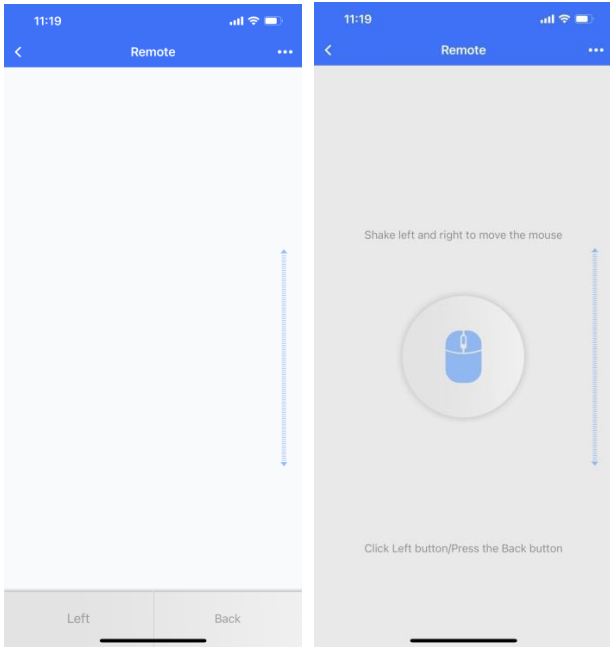 11:19
Remote
Left
Back
11:19
Remote
Shake left and right to move the mouse
Click Left button/Press the Back button